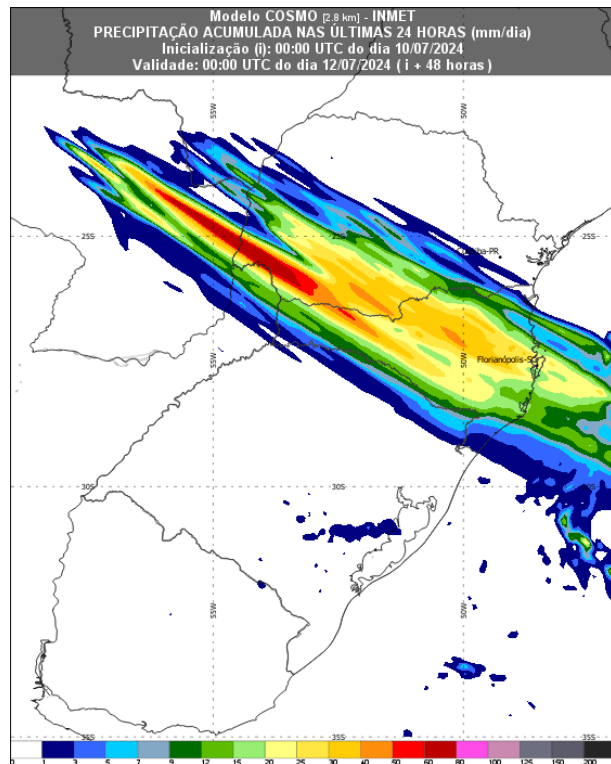 Modelo COSMO [2.8 km] - INMET
PRECIPITAÇÃO ACUMULADA NAS ÚLTIMAS 24 HORAS (mm/dia)
Inicialização (i): 00:00 UTC do dia 10/07/2024
Validade: 00:00 UTC do dia 12/07/2024 ( i + 48 horas )
55W 50W
25S 25S 25S
Curitiba-PR
55W 50W
Florianópolis-SC
30S 30S 30S
55W 50W
35S 35S 35S
0 1 3 5 7 9 12 15 20 25 30 40 50 60 80 100 125 150 200